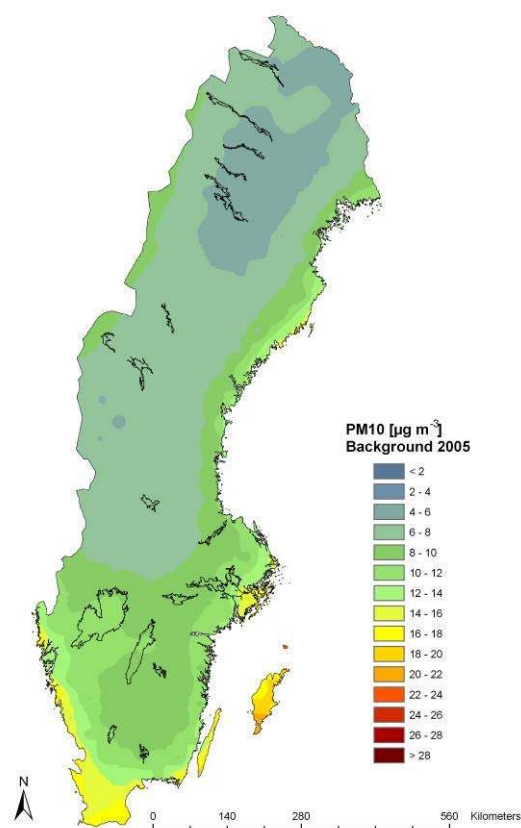 PM10 [µg m⁻³]
Background 2005
< 2
2 - 4
4 - 6
6 - 8
8 - 10
10 - 12
12 - 14
14 - 16
16 - 18
18 - 20
20 - 22
22 - 24
24 - 26
26 - 28
> 28
N
0 140 280 560 Kilometers